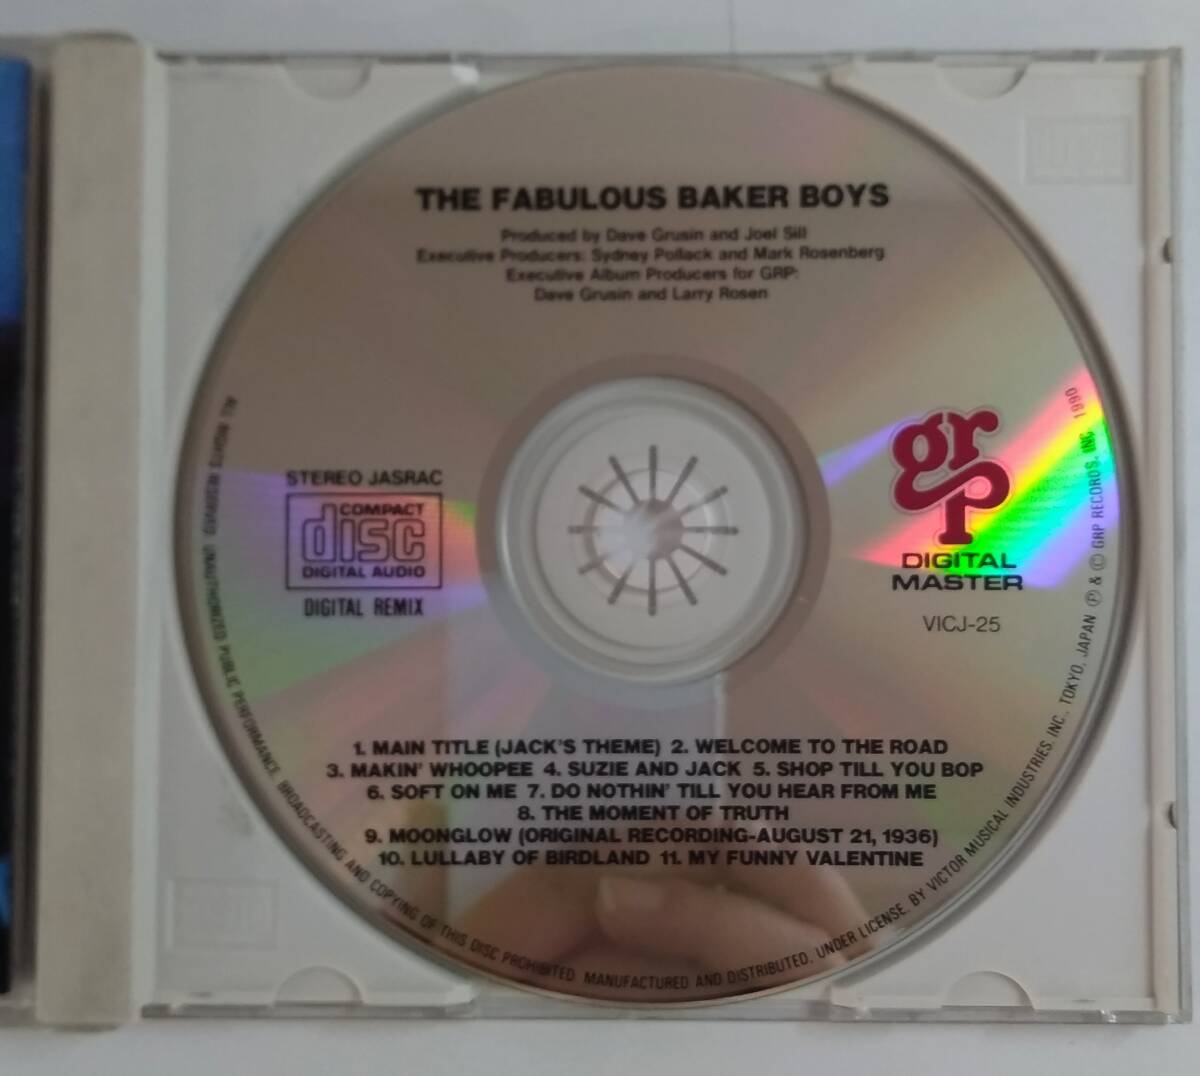 THE FABULOUS BAKER BOYS
Produced by Dave Grusin and Joel Sill
Executive Producers: Sydney Pollack and Mark Rosenberg
Executive Album Producers for GRP:
Dave Grusin and Larry Rosen
STEREO JASRAC
COMPACT
disc
DIGITAL AUDIO
DIGITAL REMIX
grp
DIGITAL
MASTER
VICJ-25
1. MAIN TITLE (JACK'S THEME) 2. WELCOME TO THE ROAD
3. MAKIN' WHOOPEE 4. SUZIE AND JACK 5. SHOP TILL YOU BOP
6. SOFT ON ME 7. DO NOTHIN' TILL YOU HEAR FROM ME
8. THE MOMENT OF TRUTH
9. MOONGLOW (ORIGINAL RECORDING-AUGUST 21, 1936)
10. LULLABY OF BIRDLAND 11. MY FUNNY VALENTINE
ALL RIGHTS RESERVED. UNAUTHORIZED PUBLIC PERFORMANCE, BROADCASTING AND COPYING OF THIS DISC PROHIBITED. MANUFACTURED AND DISTRIBUTED, UNDER LICENSE, BY VICTOR MUSICAL INDUSTRIES, INC., TOKYO, JAPAN Ⓟ & © GRP RECORDS, INC. 1990